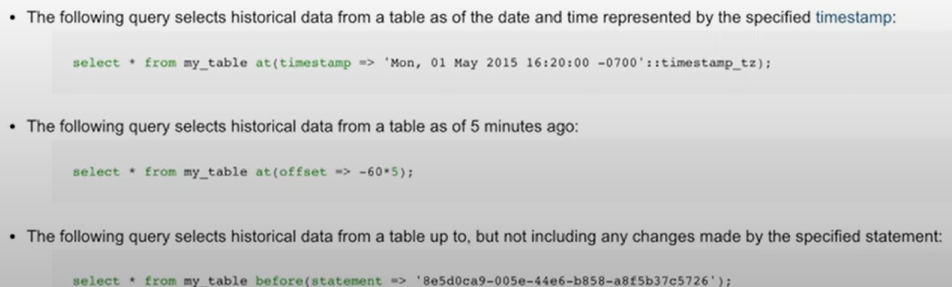 • The following query selects historical data from a table as of the date and time represented by the specified timestamp:
select * from my_table at(timestamp => 'Mon, 01 May 2015 16:20:00 -0700'::timestamp_tz);
• The following query selects historical data from a table as of 5 minutes ago:
select * from my_table at(offset => -60*5);
• The following query selects historical data from a table up to, but not including any changes made by the specified statement:
select * from my_table before(statement => '8e5d0ca9-005e-44e6-b858-a8f5b37c5726');